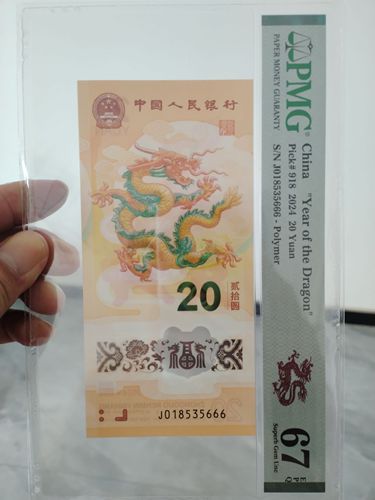 中国人民银行
20
贰拾圆
福
J018535666
PMG
PAPER MONEY GUARANTY
China "Year of the Dragon"
Pick# 918 2024 20 Yuan
S/N J018535666 - Polymer
67
Superb Gem Unc
E
P
Q